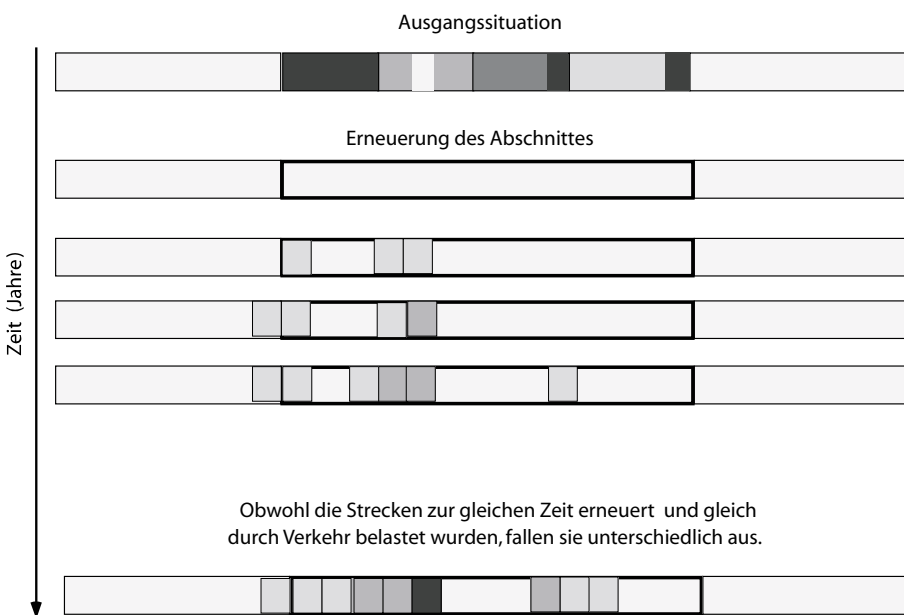 Ausgangssituation
Erneuerung des Abschnittes
Zeit (Jahre)
Obwohl die Strecken zur gleichen Zeit erneuert und gleich
durch Verkehr belastet wurden, fallen sie unterschiedlich aus.